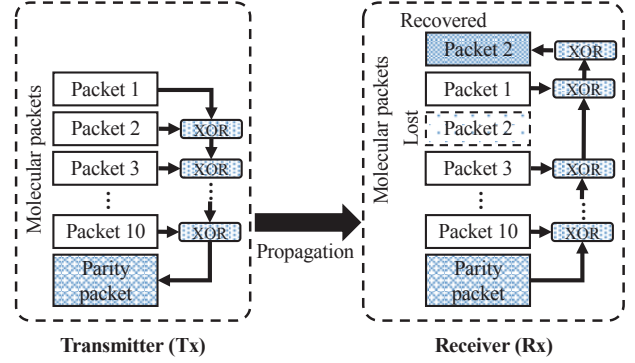 Molecular packets
Packet 1
Packet 2
XOR
Packet 3
XOR
Packet 10
XOR
Parity
packet
Transmitter (Tx)
Propagation
Recovered
Packet 2
XOR
Molecular packets
Packet 1
XOR
Lost
Packet 2
Packet 3
XOR
Packet 10
XOR
Parity
packet
Receiver (Rx)